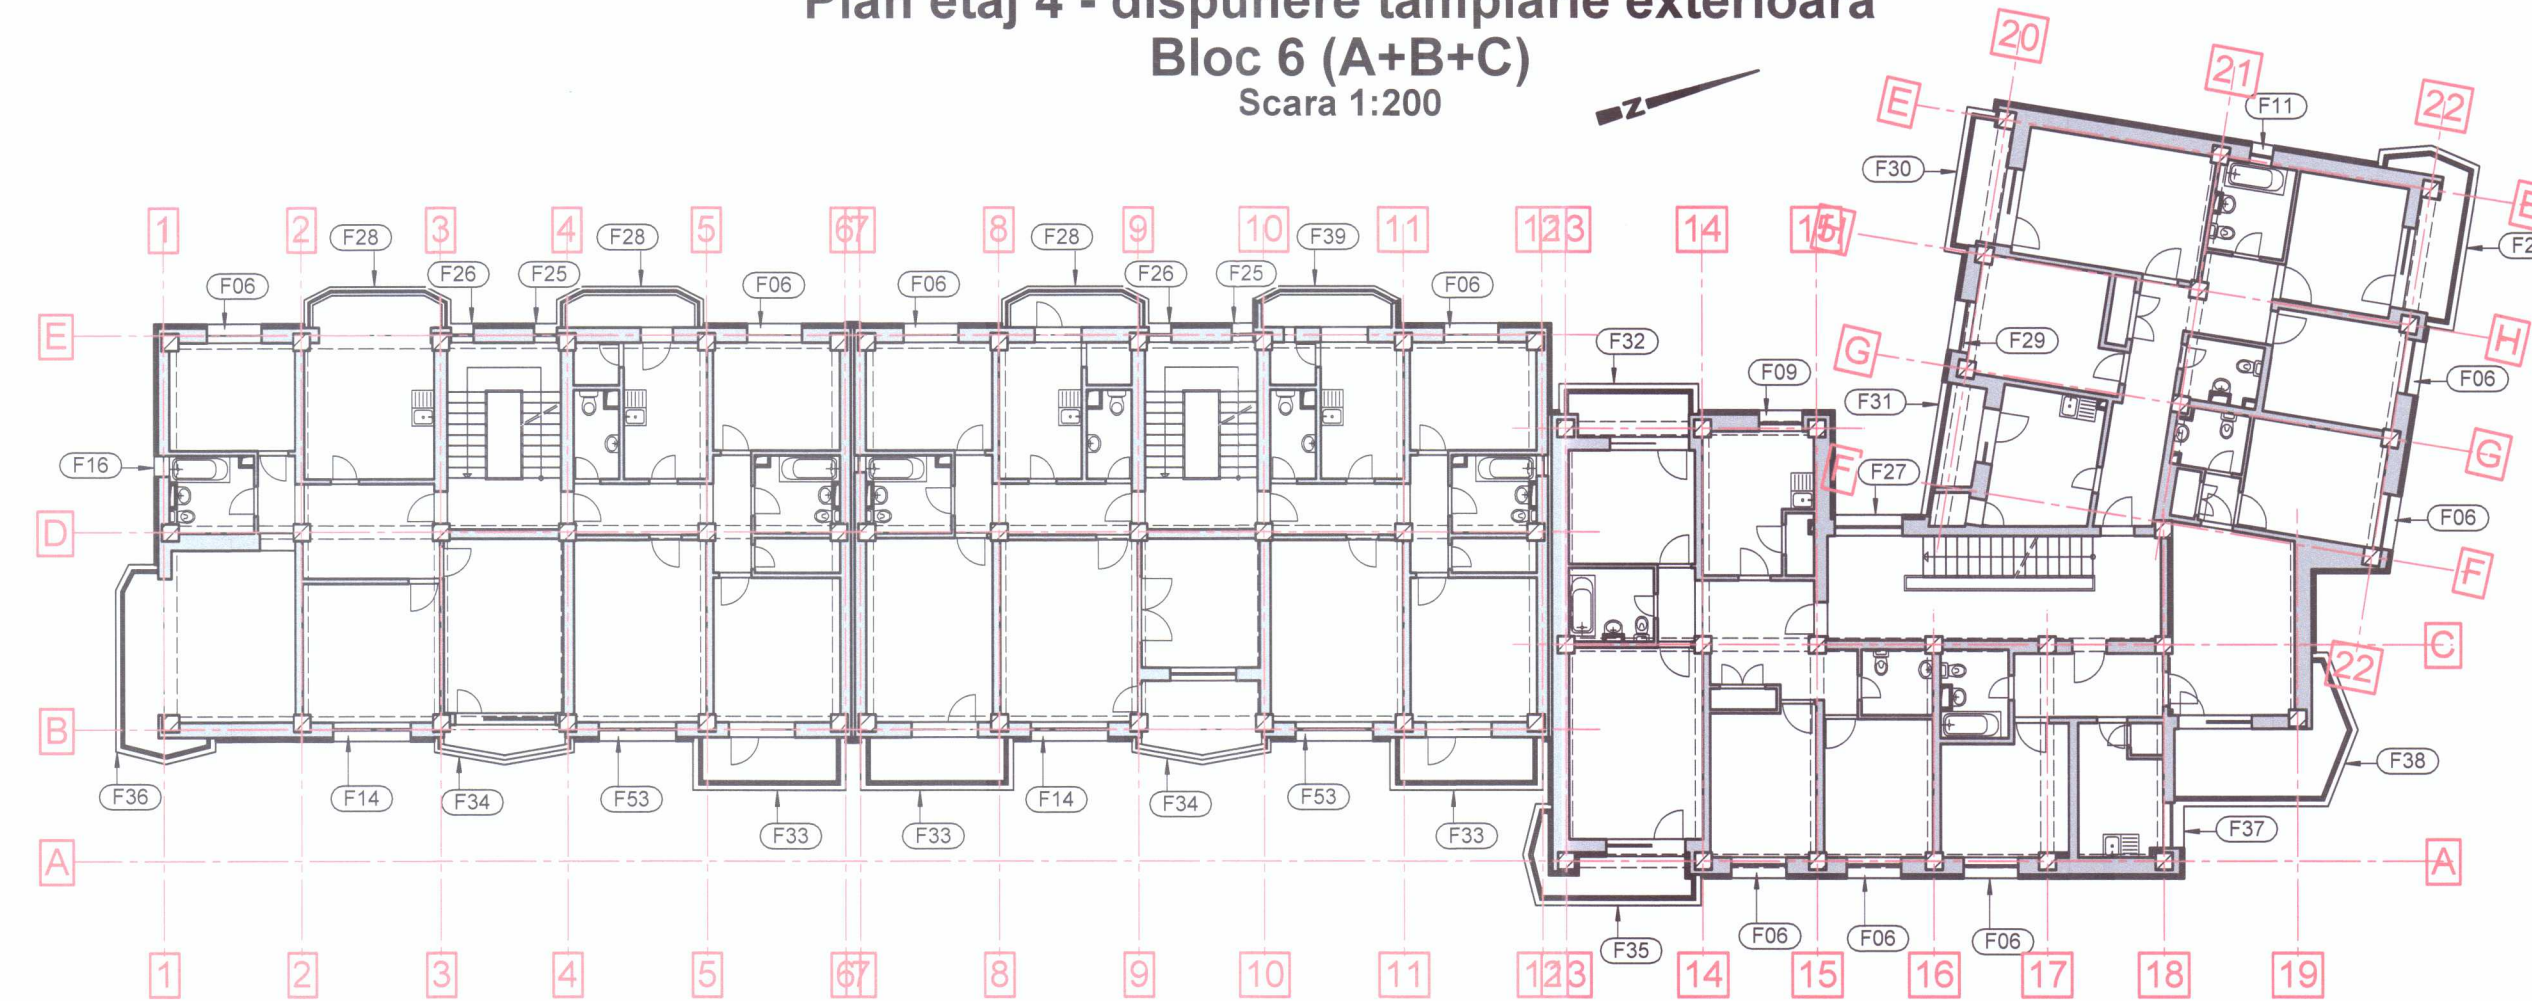 Plan etaj 4 - dispunere tamplarie exterioara
Bloc 6 (A+B+C)
Scara 1:200
N
20
21
22
E
F11
F30
E
1
2
F28
3
4
F28
5
6
7
8
F28
9
10
F39
11
12
13
14
15
H
F06
F26
F25
F06
F06
F26
F25
F06
E
F32
F09
G
F29
H
F06
F31
G
F16
F
F27
F06
D
F
C
22
B
F36
F14
F34
F53
F33
F33
F14
F34
F53
F33
F38
F37
A
A
F35
F06
F06
F06
1
2
3
4
5
6
7
8
9
10
11
12
13
14
15
16
17
18
19